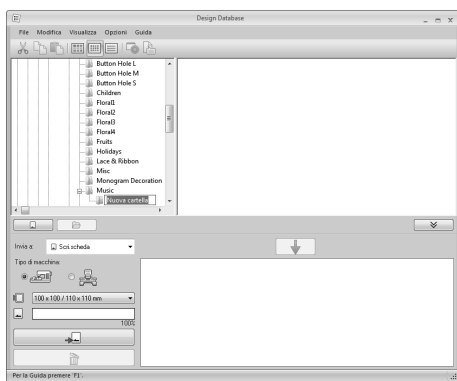 Design Database
File Modifica Visualizza Opzioni Guida
Button Hole L
Button Hole M
Button Hole S
Children
Floral1
Floral2
Floral3
Floral4
Fruits
Holidays
Lace & Ribbon
Misc
Monogram Decoration
Music
Nuova cartella
Invia a: Scri.scheda
Tipo di macchina:
100 x 100 / 110 x 110 mm
100%
Per la Guida premere 'F1'.